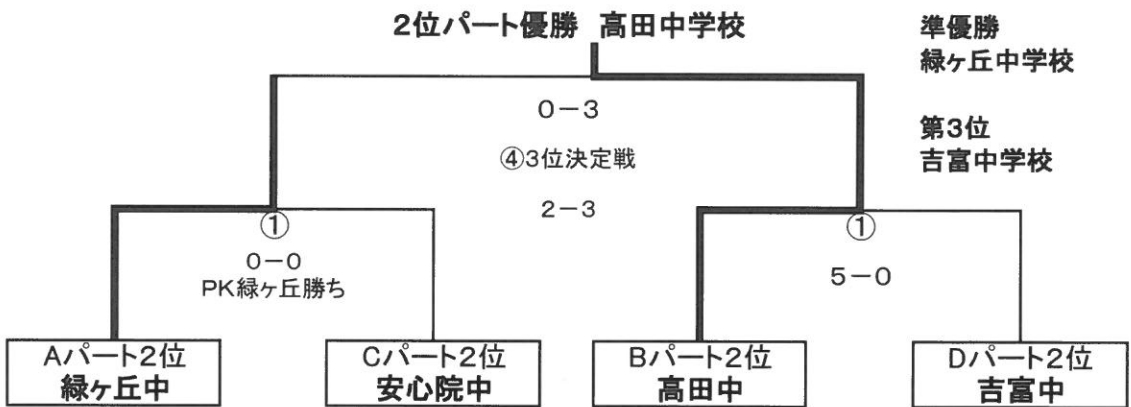 2位パート優勝 高田中学校
準優勝
緑ヶ丘中学校
0-3
第3位
吉富中学校
④3位決定戦
2-3
①
①
0-0
PK緑ヶ丘勝ち
5-0
Aパート2位
緑ヶ丘中
Cパート2位
安心院中
Bパート2位
高田中
Dパート2位
吉富中